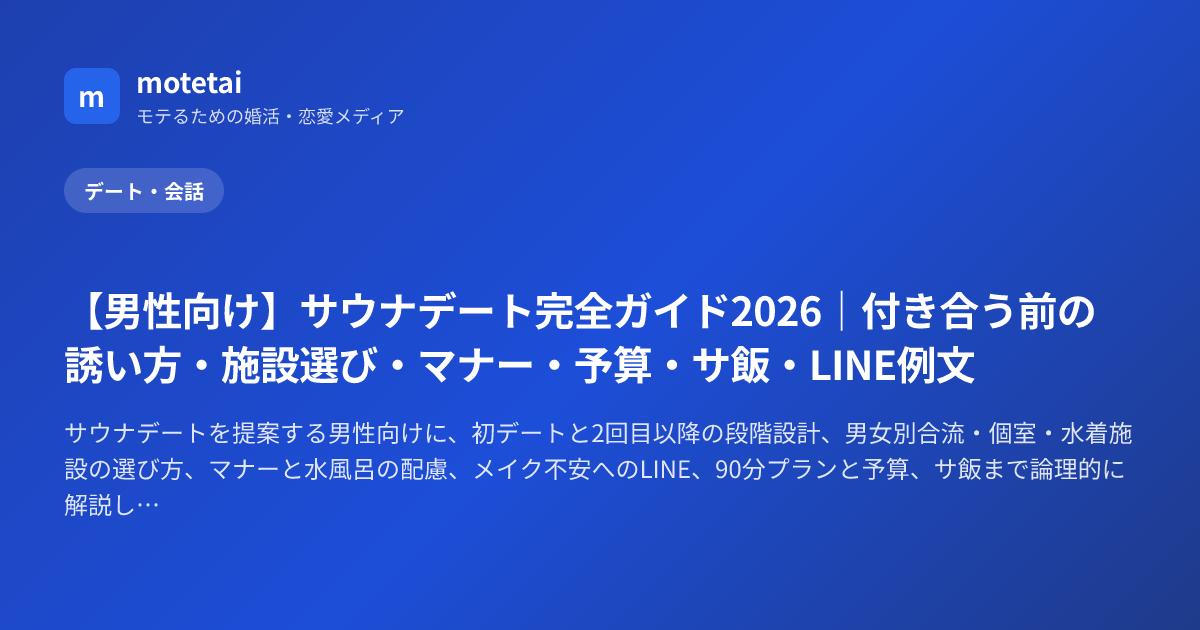 m
motetai
モテるための婚活・恋愛メディア
デート・会話
【男性向け】サウナデート完全ガイド2026｜付き合う前の
誘い方・施設選び・マナー・予算・サ飯・LINE例文
サウナデートを提案する男性向けに、初デートと2回目以降の段階設計、男女別合流・個室・水着施
設の選び方、マナーと水風呂の配慮、メイク不安へのLINE、90分プランと予算、サ飯まで論理的に
解説し…